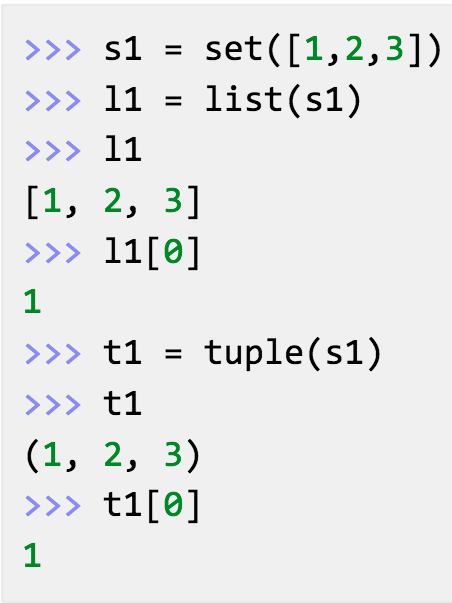 >>> s1 = set([1,2,3])
>>> l1 = list(s1)
>>> l1
[1, 2, 3]
>>> l1[0]
1
>>> t1 = tuple(s1)
>>> t1
(1, 2, 3)
>>> t1[0]
1